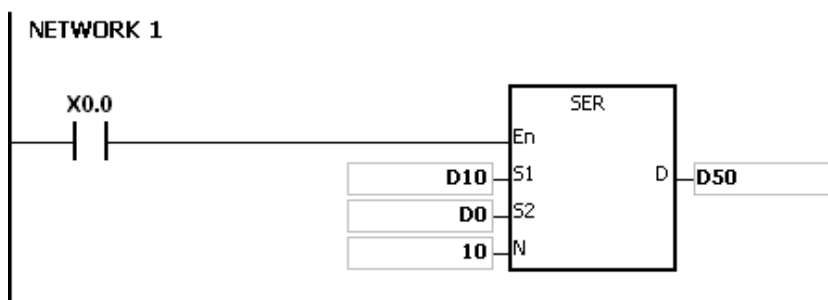 NETWORK 1
X0.0
SER
En
D10 S1 D D50
D0 S2
10 N